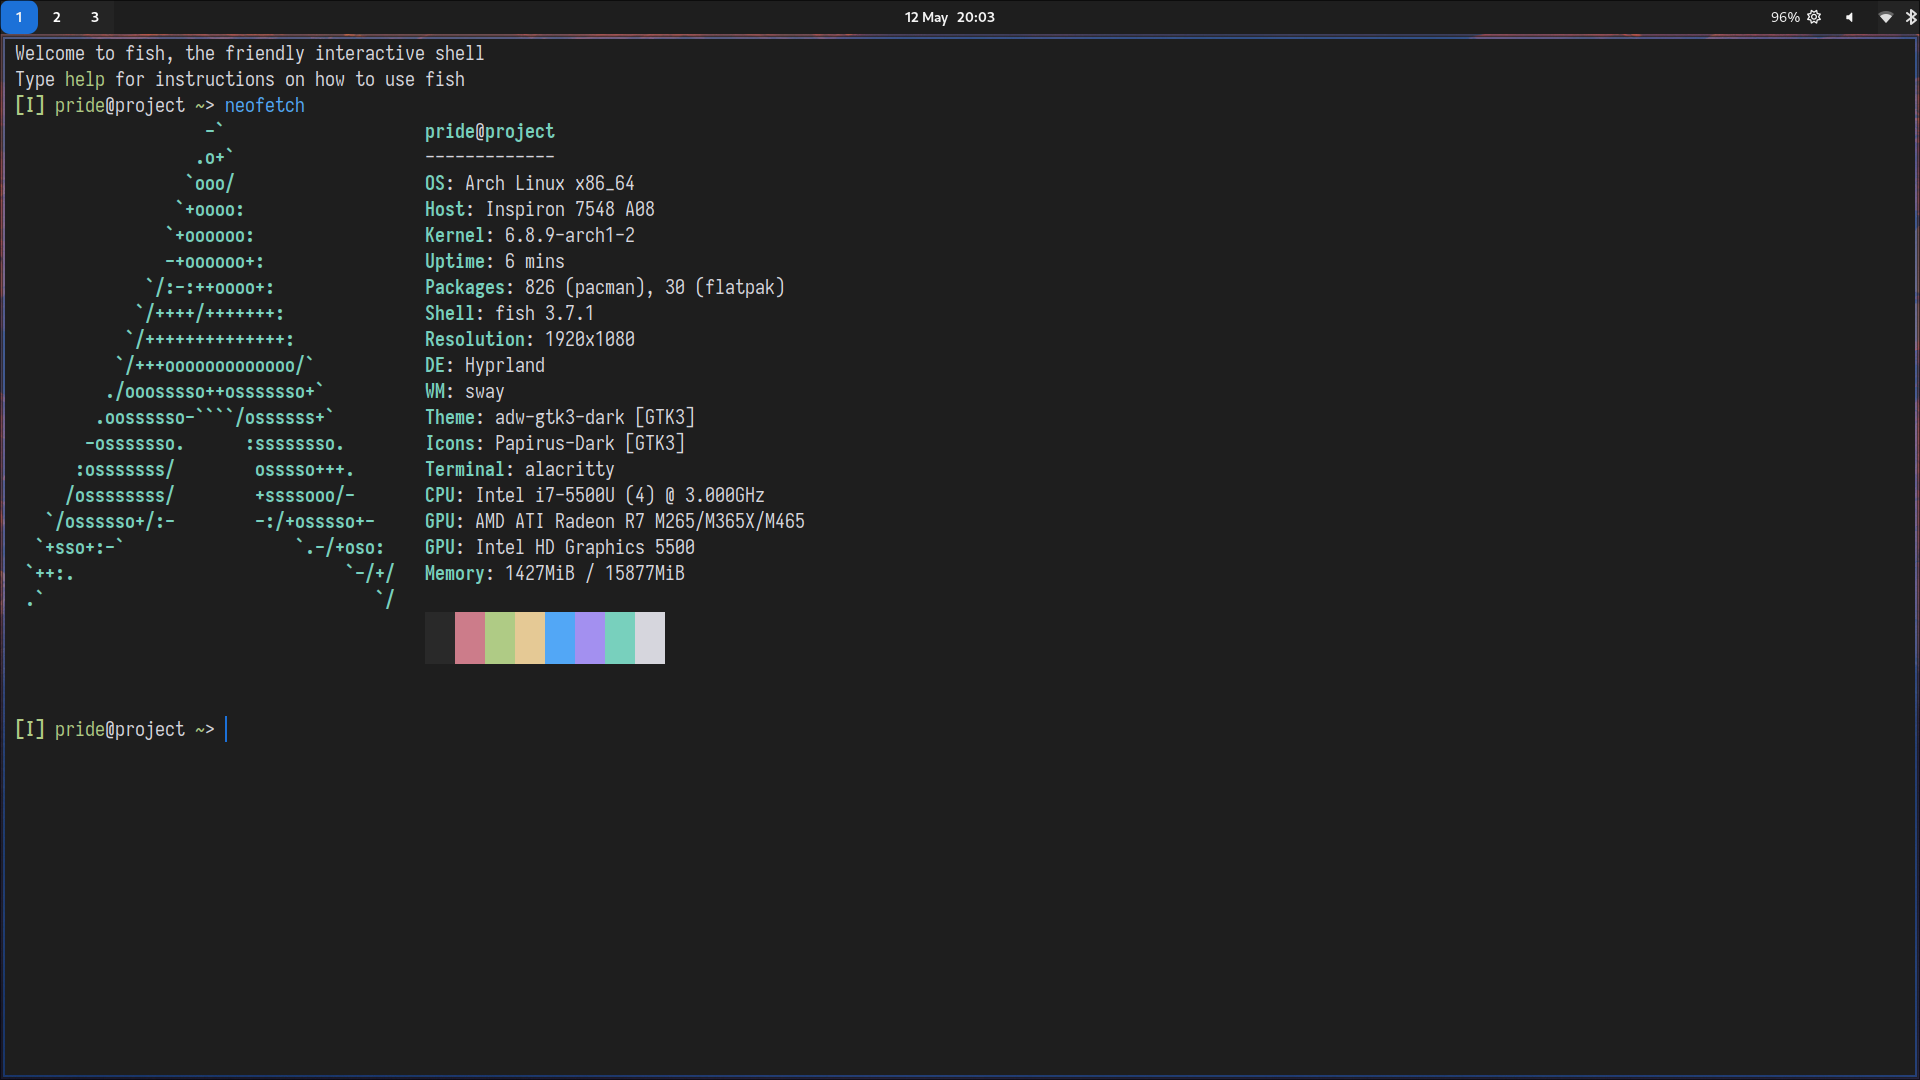 1 2 3 12 May 20:03 96%
Welcome to fish, the friendly interactive shell
Type help for instructions on how to use fish
[I] pride@project ~> neofetch
                   -`                    pride@project
                  .o+`                   -------------
                 `ooo/                   OS: Arch Linux x86_64
                `+oooo:                  Host: Inspiron 7548 A08
               `+oooooo:                 Kernel: 6.8.9-arch1-2
               -+oooooo+:                Uptime: 6 mins
             `/:-:++oooo+:               Packages: 826 (pacman), 30 (flatpak)
            `/++++/+++++++:              Shell: fish 3.7.1
           `/++++++++++++++:             Resolution: 1920x1080
          `/+++ooooooooooooo/`           DE: Hyprland
         ./ooosssso++osssssso+`          WM: sway
        .oossssso-````/ossssss+`         Theme: adw-gtk3-dark [GTK3]
       -osssssso.      :ssssssso.        Icons: Papirus-Dark [GTK3]
      :osssssss/        osssso+++.       Terminal: alacritty
     /ossssssss/        +ssssooo/-       CPU: Intel i7-5500U (4) @ 3.000GHz
   `/ossssso+/:-        -:/+osssso+-     GPU: AMD ATI Radeon R7 M265/M365X/M465
  `+sso+:-`                 `.-/+oso:    GPU: Intel HD Graphics 5500
 `++:.                           `-/+/   Memory: 1427MiB / 15877MiB
 .`                                 `/
[I] pride@project ~>